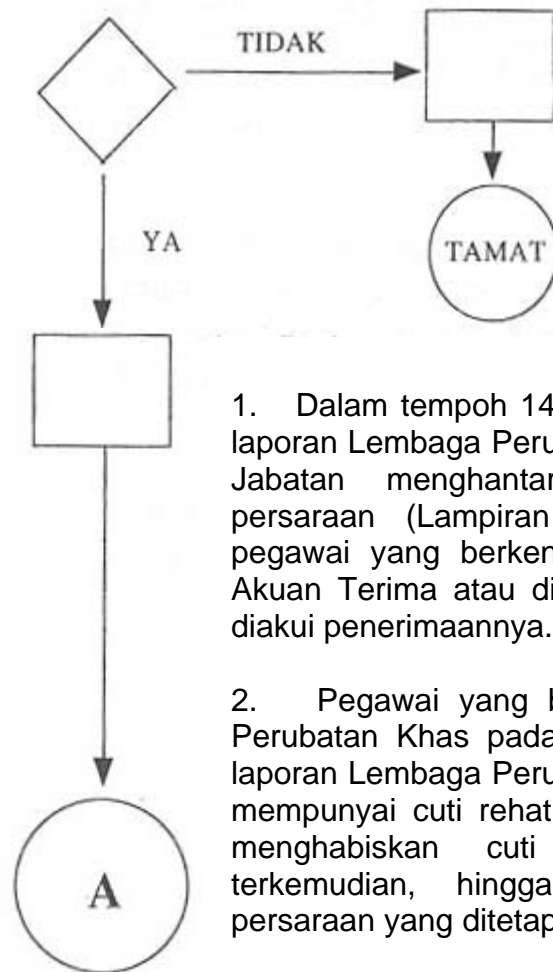 TIDAK
YA
TAMAT
1. Dalam tempoh 14
laporan Lembaga Peru
Jabatan menghantar
persaraan (Lampiran
pegawai yang berken
Akuan Terima atau di
diakui penerimaannya.
2. Pegawai yang b
Perubatan Khas pada
laporan Lembaga Peru
mempunyai cuti rehat
menghabiskan cuti
terkemudian, hingga
persaraan yang ditetap
A